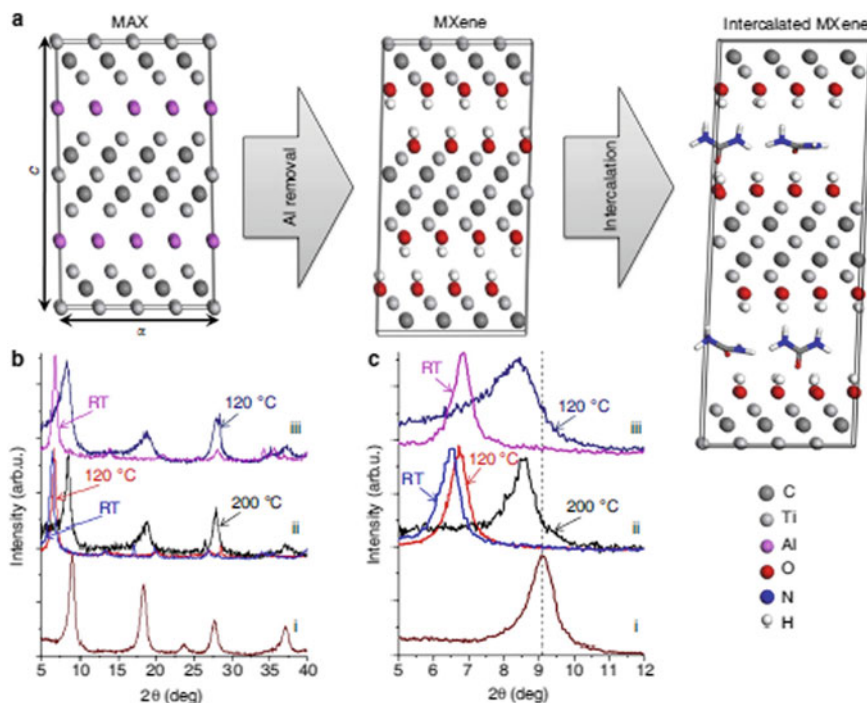 a
MAX
MXene
Intercalated MXene
c
Al removal
Intercalation
α
b
Intensity (arb.u.)
RT
120 °C
iii
120 °C
RT
200 °C
ii
i
5 10 15 20 25 30 35 40
2θ (deg)
c
Intensity (arb.u.)
RT
120 °C
iii
RT
120 °C
200 °C
ii
i
5 6 7 8 9 10 11 12
2θ (deg)
C
Ti
Al
O
N
H